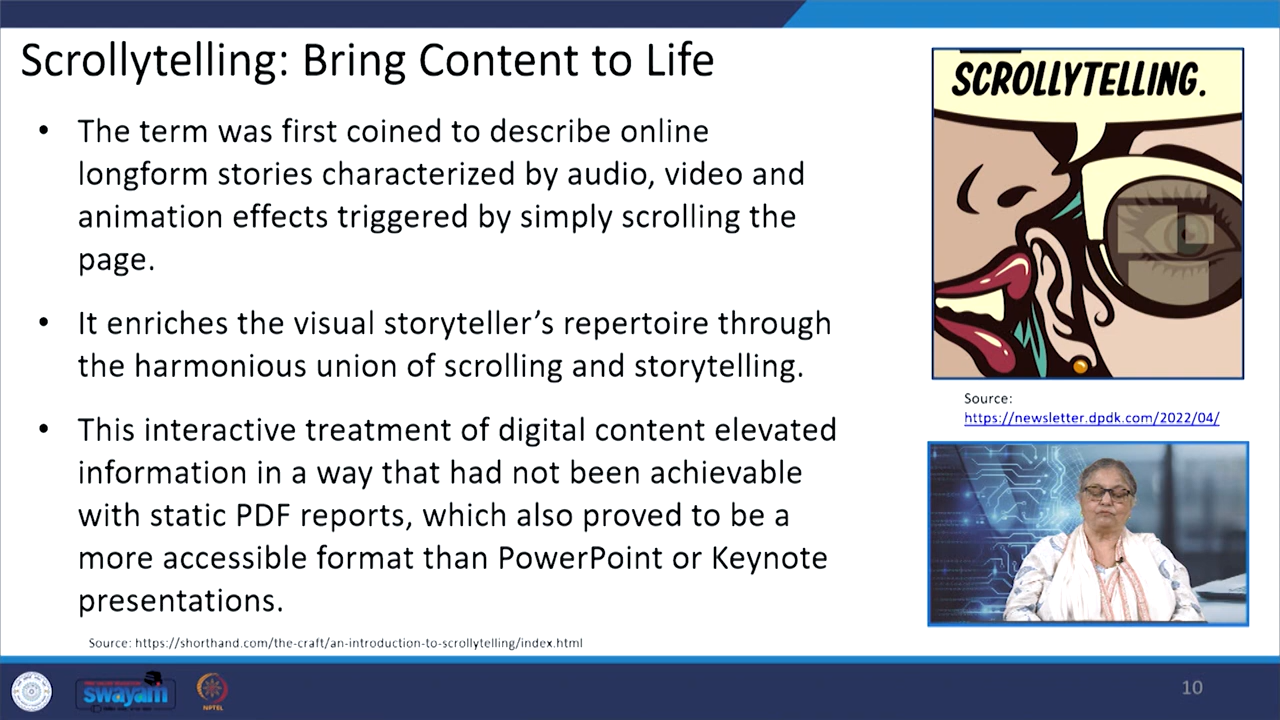 Scrollytelling: Bring Content to Life
• The term was first coined to describe online
longform stories characterized by audio, video and
animation effects triggered by simply scrolling the
page.
• It enriches the visual storyteller’s repertoire through
the harmonious union of scrolling and storytelling.
• This interactive treatment of digital content elevated
information in a way that had not been achievable
with static PDF reports, which also proved to be a
more accessible format than PowerPoint or Keynote
presentations.
Source: https://shorthand.com/the-craft/an-introduction-to-scrollytelling/index.html
SCROLLYTELLING.
Source:
https://newsletter.dpdk.com/2022/04/
swayam
NPTEL
10